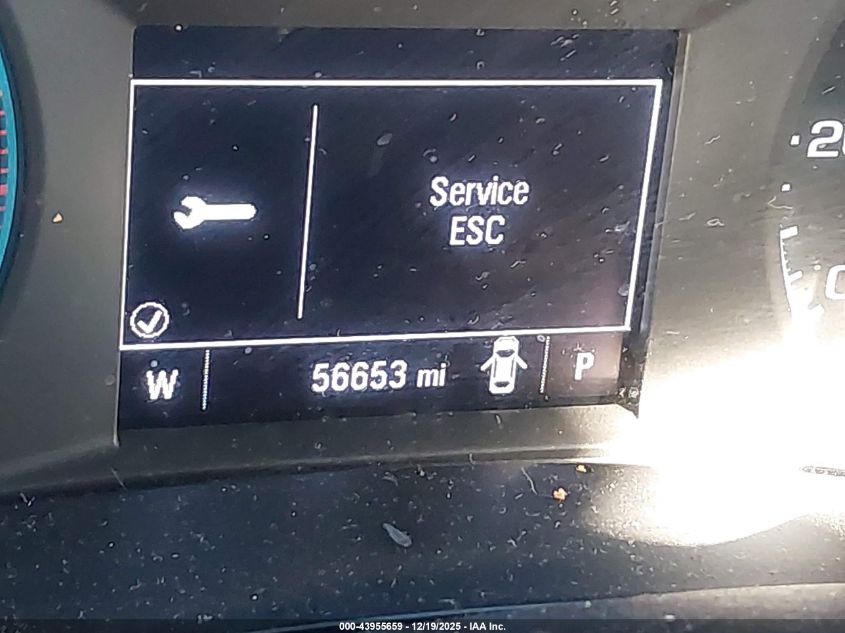 Service
ESC
W
56653 mi
P
000-43955659 - 12/19/2025 - IAA Inc.